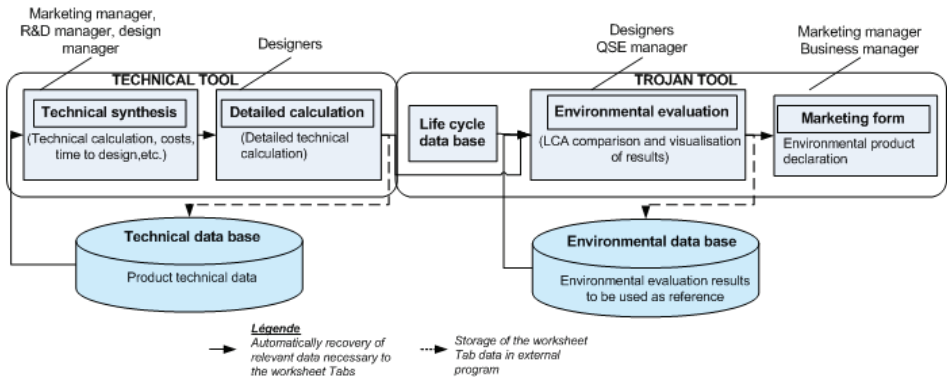 Marketing manager,
R&D manager, design
manager
Designers
Designers
QSE manager
Marketing manager
Business manager
TECHNICAL TOOL
TROJAN TOOL
Technical synthesis
(Technical calculation, costs,
time to design,etc.)
Detailed calculation
(Detailed technical
calculation)
Life cycle
data base
Environmental evaluation
(LCA comparison and visualisation
of results)
Marketing form
Environmental product
declaration
Technical data base
Product technical data
Environmental data base
Environmental evaluation results
to be used as reference
Légende
Automatically recovery of
relevant data necessary to
the worksheet Tabs
Storage of the worksheet
Tab data in external
program